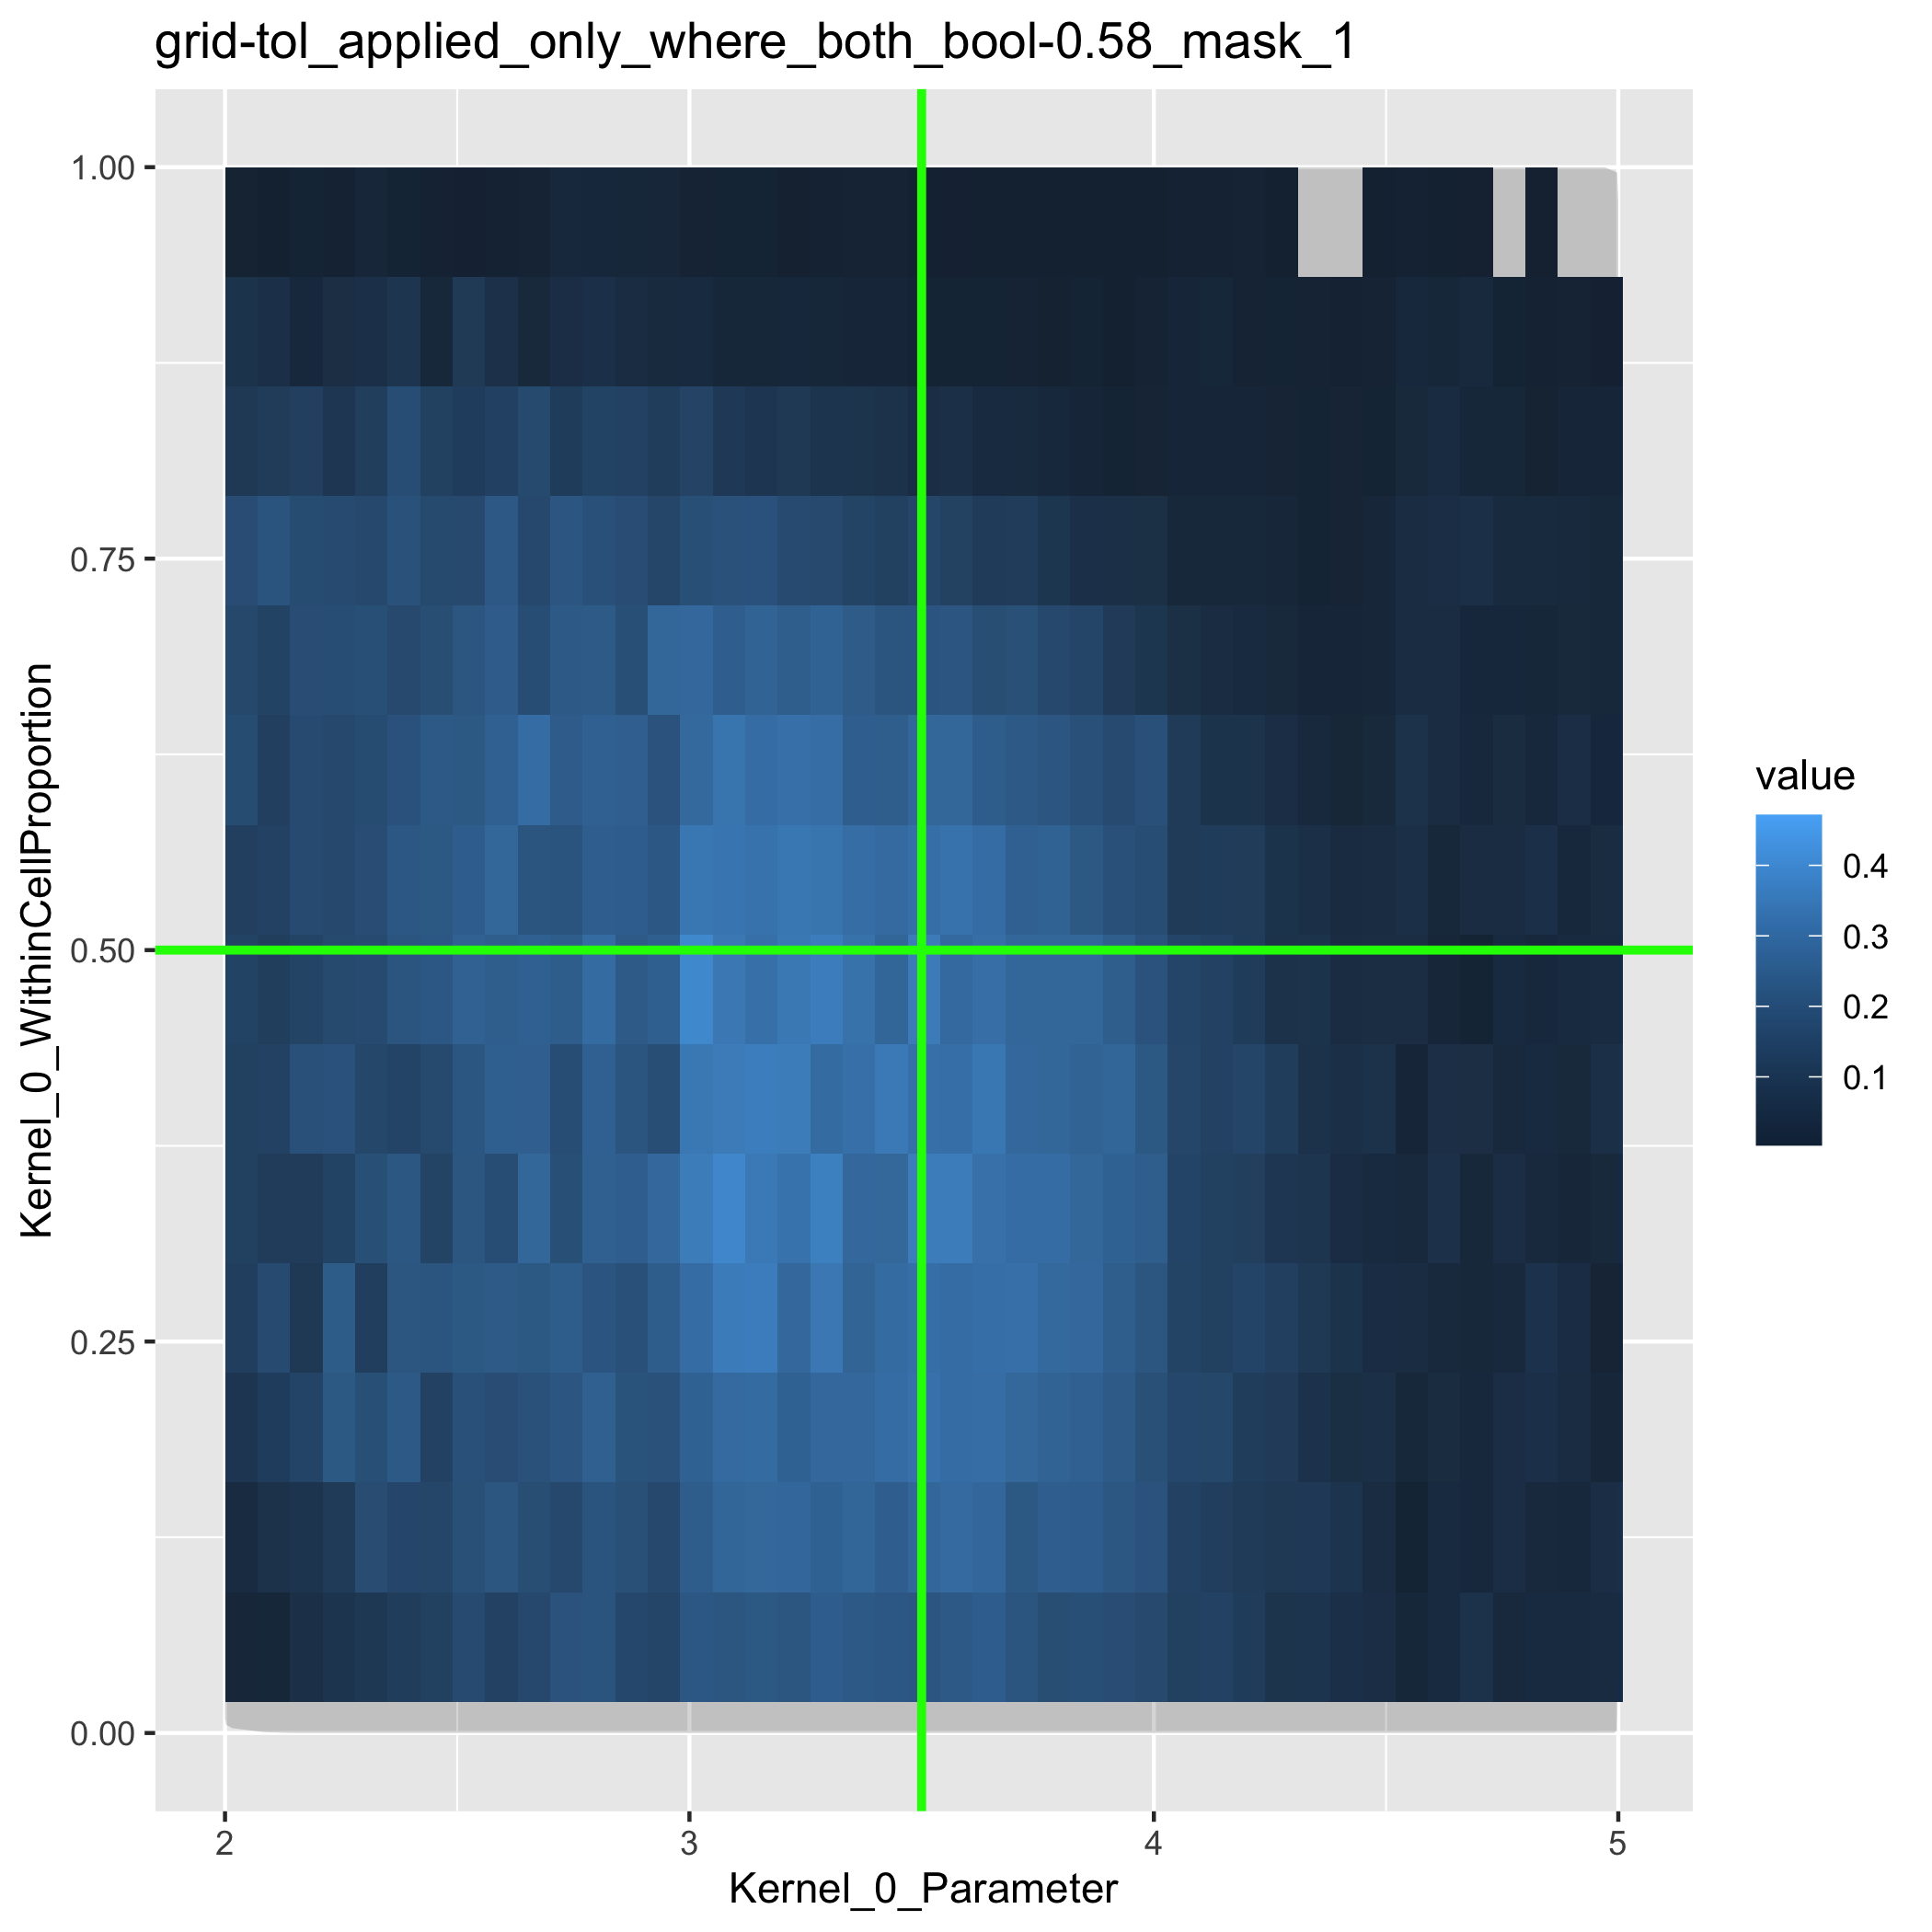 grid-tol_applied_only_where_both_bool-0.58_mask_1
1.00
0.75
0.50
0.25
0.00
Kernel_0_WithinCellProportion
2 3 4 5
Kernel_0_Parameter
value
0.4
0.3
0.2
0.1